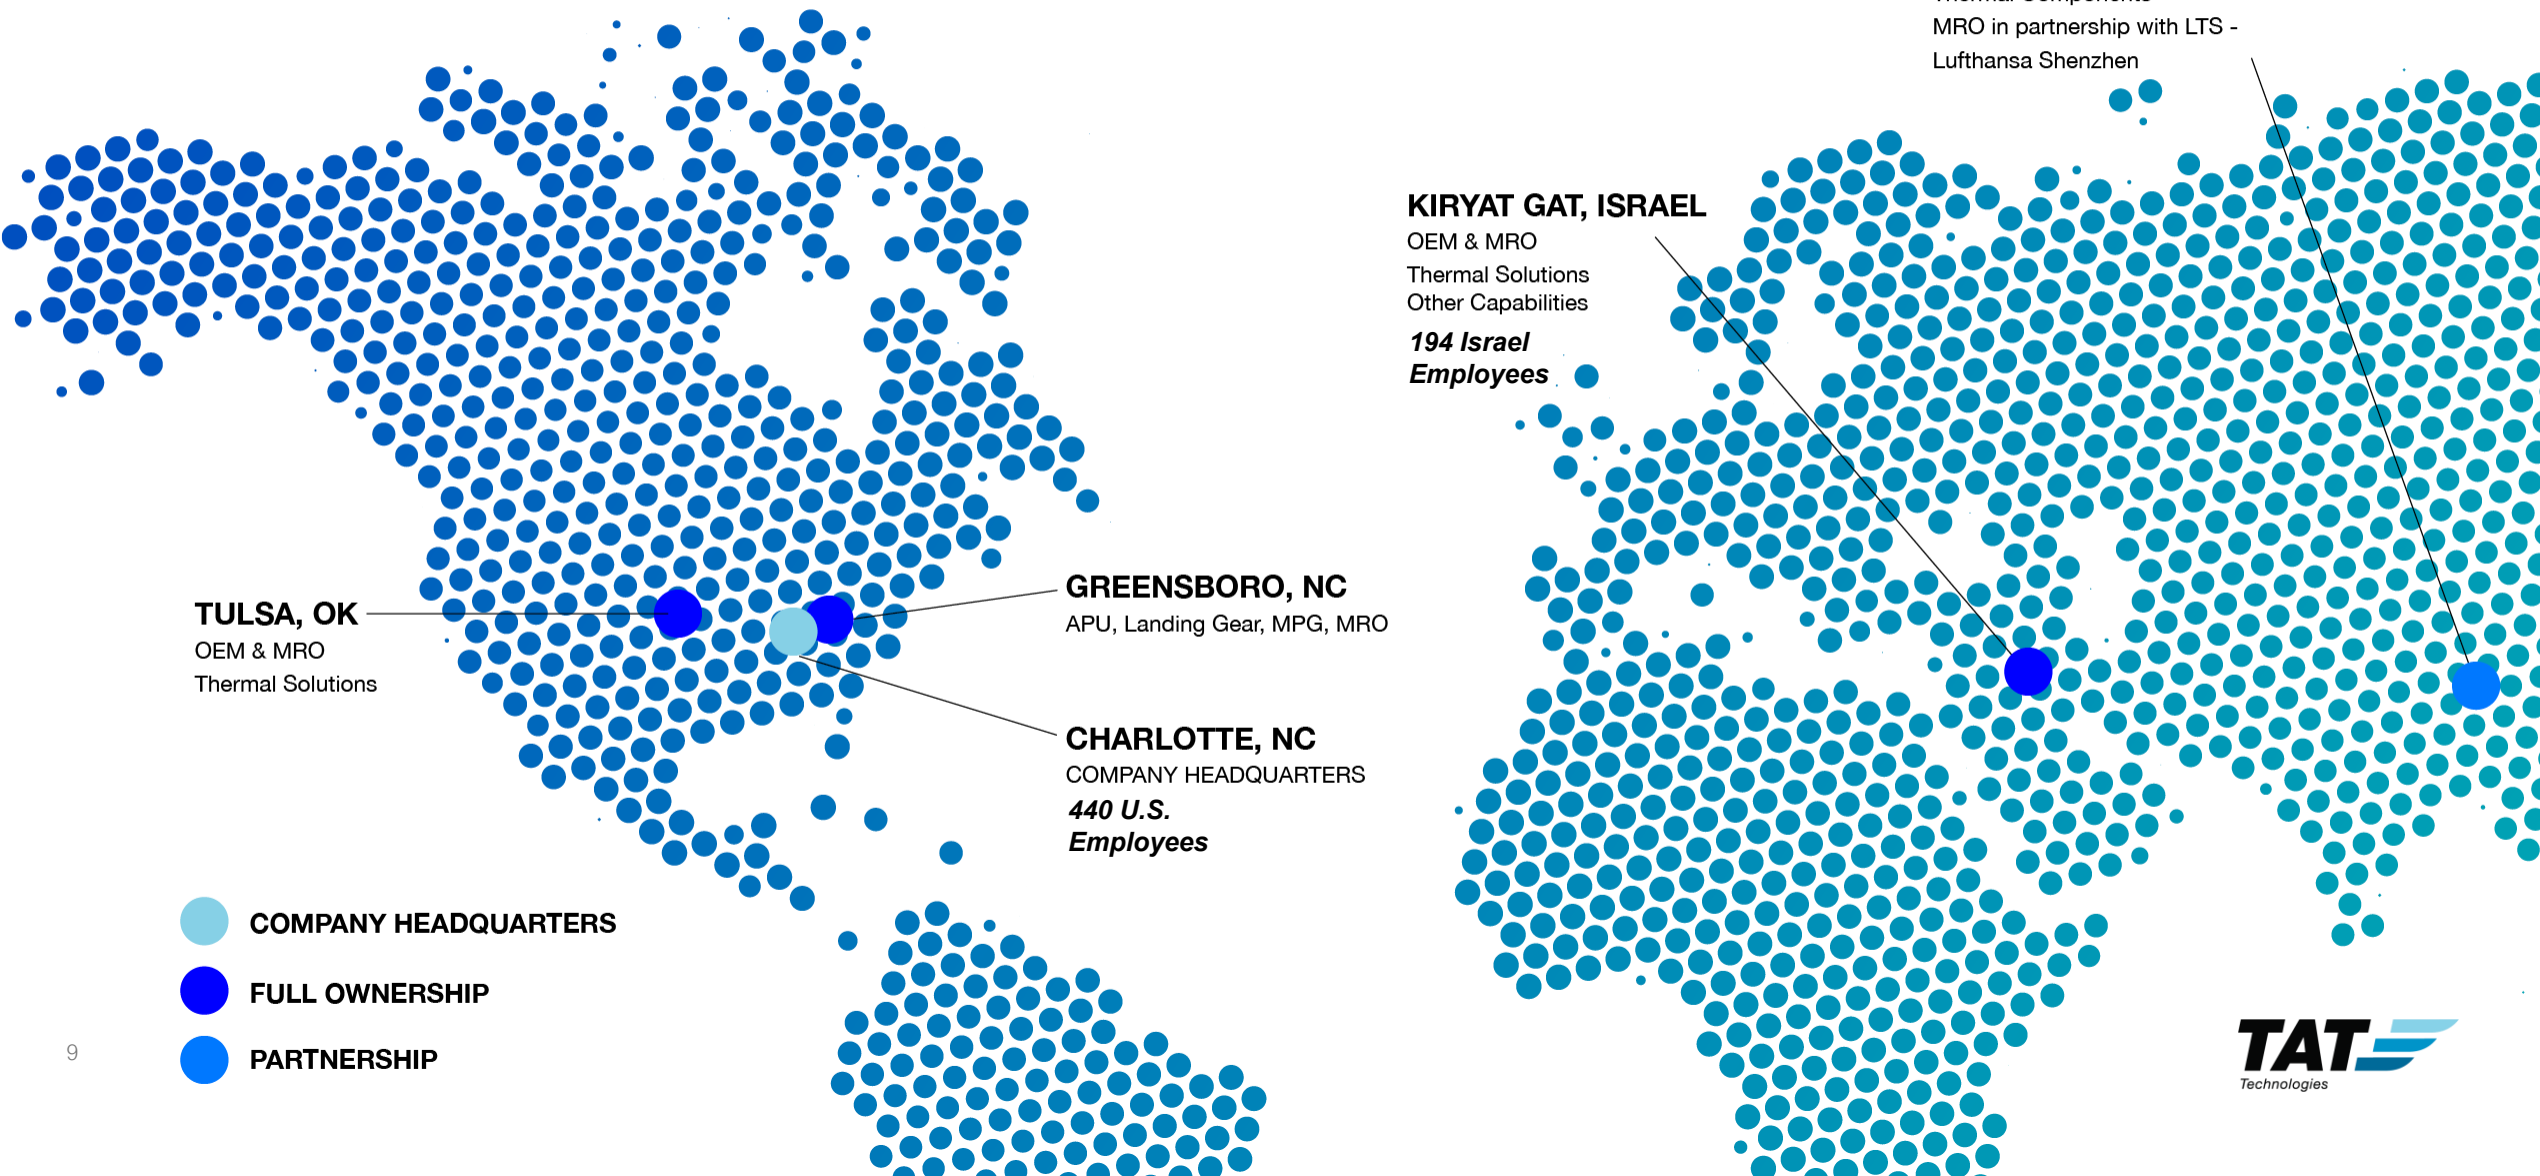 MRO in partnership with LTS -
Lufthansa Shenzhen
KIRYAT GAT, ISRAEL
OEM & MRO
Thermal Solutions
Other Capabilities
194 Israel
Employees
TULSA, OK
OEM & MRO
Thermal Solutions
GREENSBORO, NC
APU, Landing Gear, MPG, MRO
CHARLOTTE, NC
COMPANY HEADQUARTERS
440 U.S.
Employees
COMPANY HEADQUARTERS
FULL OWNERSHIP
PARTNERSHIP
9
TAT
Technologies